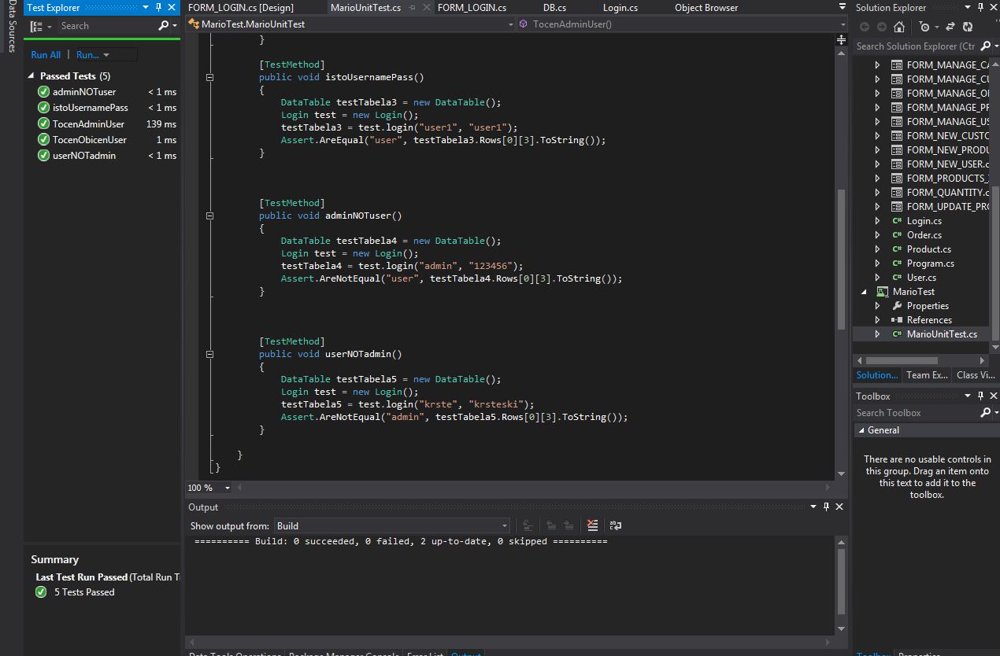 Data Sources
Test Explorer
Search
Run All | Run...
Passed Tests (5)
adminNOTuser < 1 ms
istoUsernamePass < 1 ms
TocenAdminUser 139 ms
TocenObicenUser 1 ms
userNOTadmin < 1 ms
Summary
Last Test Run Passed (Total Run T
5 Tests Passed
FORM_LOGIN.cs [Design] MarioUnitTest.cs FORM_LOGIN.cs DB.cs Login.cs Object Browser
MarioTest.MarioUnitTest TocenAdminUser()
}
[TestMethod]
public void istoUsernamePass()
{
DataTable testTabela3 = new DataTable();
Login test = new Login();
testTabela3 = test.login("user1", "user1");
Assert.AreEqual("user", testTabela3.Rows[0][3].ToString());
}
[TestMethod]
public void adminNOTuser()
{
DataTable testTabela4 = new DataTable();
Login test = new Login();
testTabela4 = test.login("admin", "123456");
Assert.AreNotEqual("user", testTabela4.Rows[0][3].ToString());
}
[TestMethod]
public void userNOTadmin()
{
DataTable testTabela5 = new DataTable();
Login test = new Login();
testTabela5 = test.login("krste", "krsteski");
Assert.AreNotEqual("admin", testTabela5.Rows[0][3].ToString());
}
}
}
100 %
Output
Show output from: Build
========== Build: 0 succeeded, 0 failed, 2 up-to-date, 0 skipped ==========
Data Tools Operations Package Manager Console Error List Output
Solution Explorer
Search Solution Explorer (Ctr
FORM_MANAGE_CA
FORM_MANAGE_CU
FORM_MANAGE_O
FORM_MANAGE_PR
FORM_MANAGE_US
FORM_NEW_CUSTO
FORM_NEW_PRODU
FORM_NEW_USER.c
FORM_PRODUCTS_
FORM_QUANTITY.c
FORM_UPDATE_PRO
Login.cs
Order.cs
Product.cs
Program.cs
User.cs
MarioTest
Properties
References
MarioUnitTest.cs
Solution... Team Ex... Class Vi...
Toolbox
Search Toolbox
General
There are no usable controls in
this group. Drag an item onto
this text to add it to the
toolbox.
Toolbox Properties